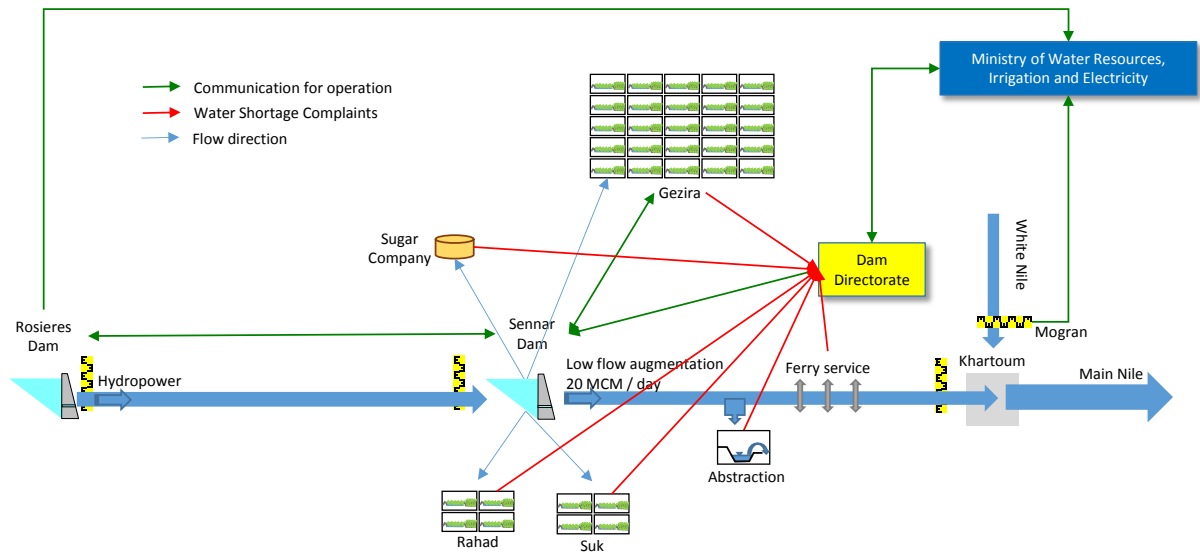 Ministry of Water Resources,
Irrigation and Electricity
Communication for operation
Water Shortage Complaints
Flow direction
Gezira
Sugar
Company
Dam
Directorate
White Nile
Mogran
Rosieres
Dam
Sennar
Dam
Khartoum
Hydropower
Low flow augmentation
20 MCM / day
Ferry service
Main Nile
Abstraction
Rahad
Suk